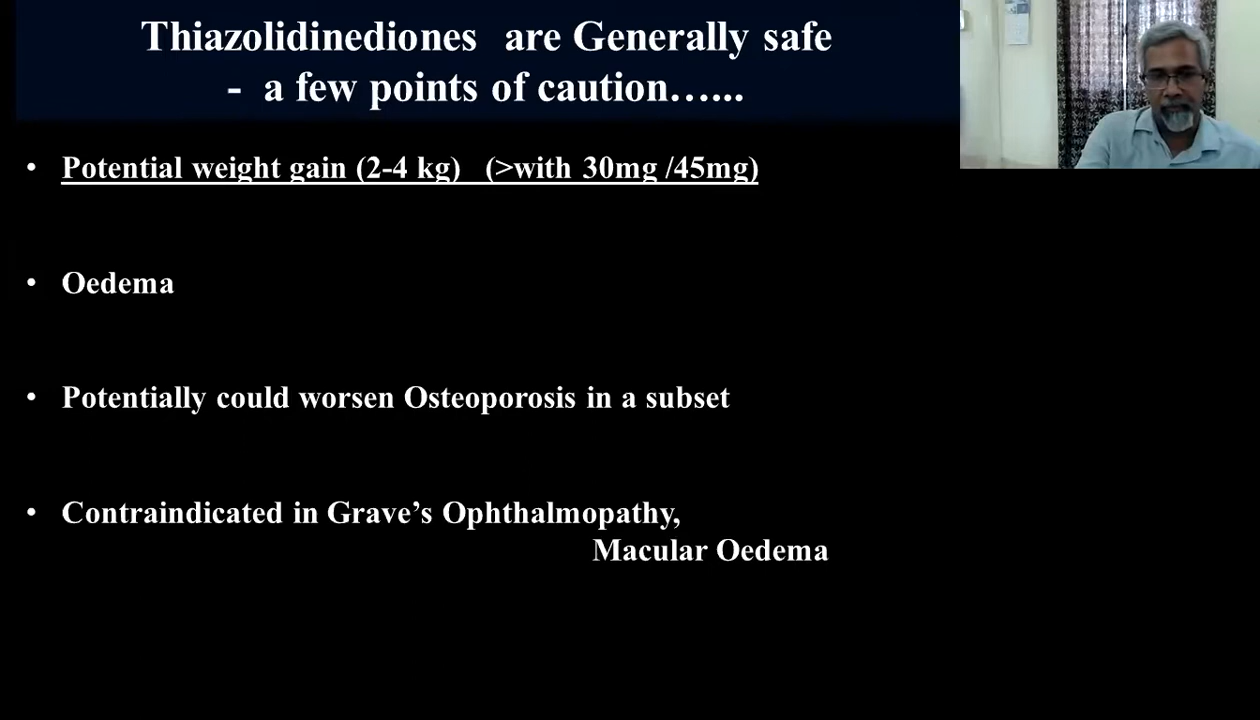 Thiazolidinediones are Generally safe
- a few points of caution…...
• Potential weight gain (2-4 kg) (>with 30mg /45mg)
• Oedema
• Potentially could worsen Osteoporosis in a subset
• Contraindicated in Grave’s Ophthalmopathy,
Macular Oedema